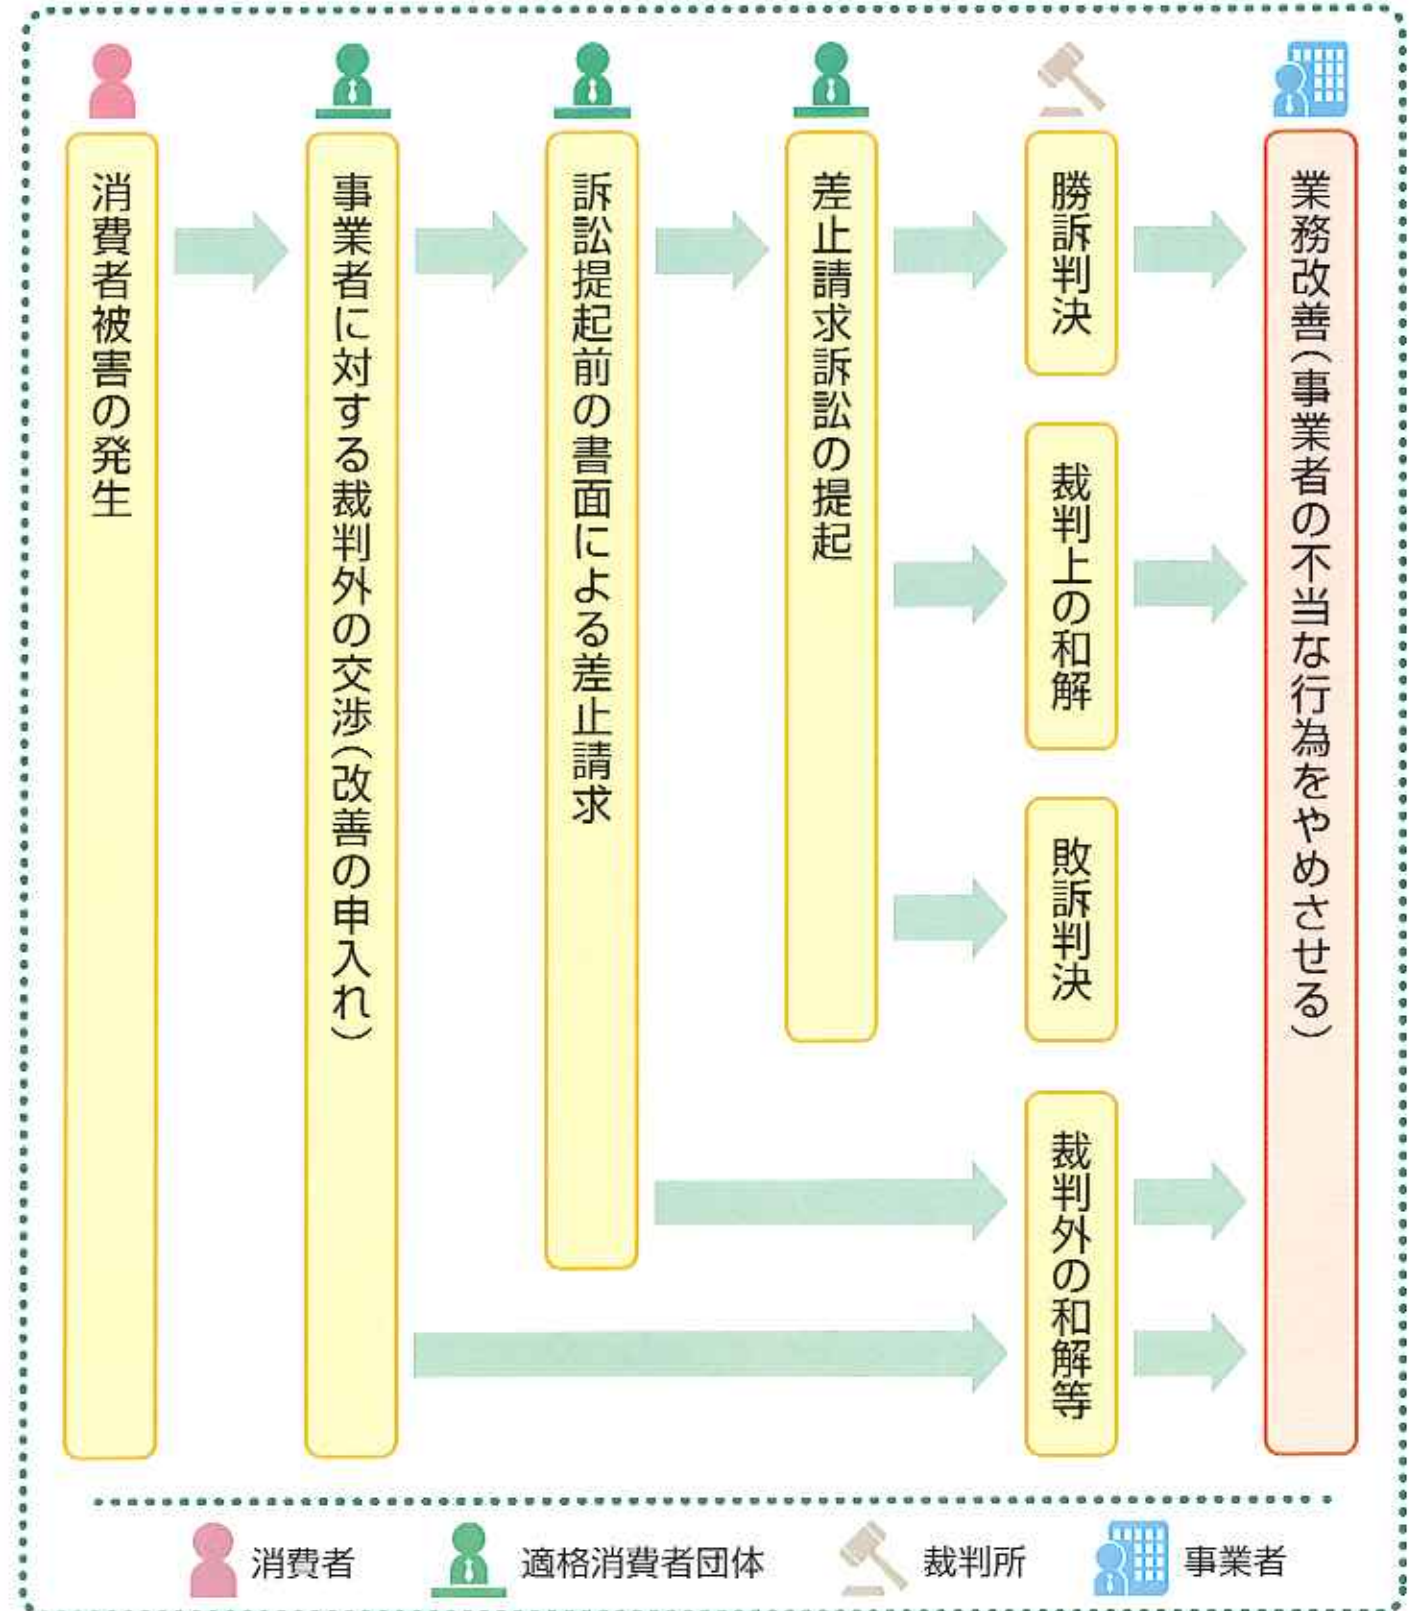 消費者被害の発生
事業者に対する裁判外の交渉(改善の申入れ)
訴訟提起前の書面による差止請求
差止請求訴訟の提起
勝訴判決
裁判上の和解
敗訴判決
裁判外の和解等
業務改善(事業者の不当な行為をやめさせる)
消費者
適格消費者団体
裁判所
事業者